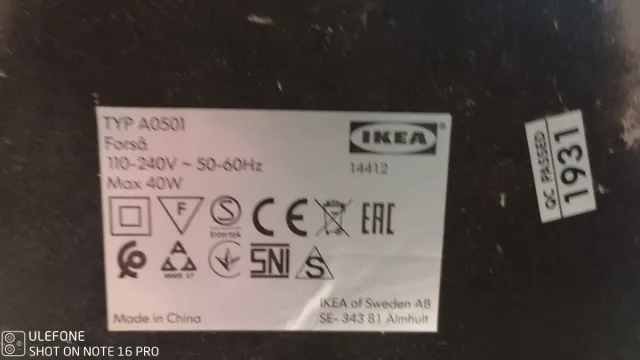 TYP A0501
Forså
110-240V ~ 50-60Hz
Max 40W
IKEA
14412
F
S
Intertek
CE
EAC
SNI
S
Made in China
IKEA of Sweden AB
SE- 343 81 Älmhult
QC PASSED
1931
ULEFONE
SHOT ON NOTE 16 PRO